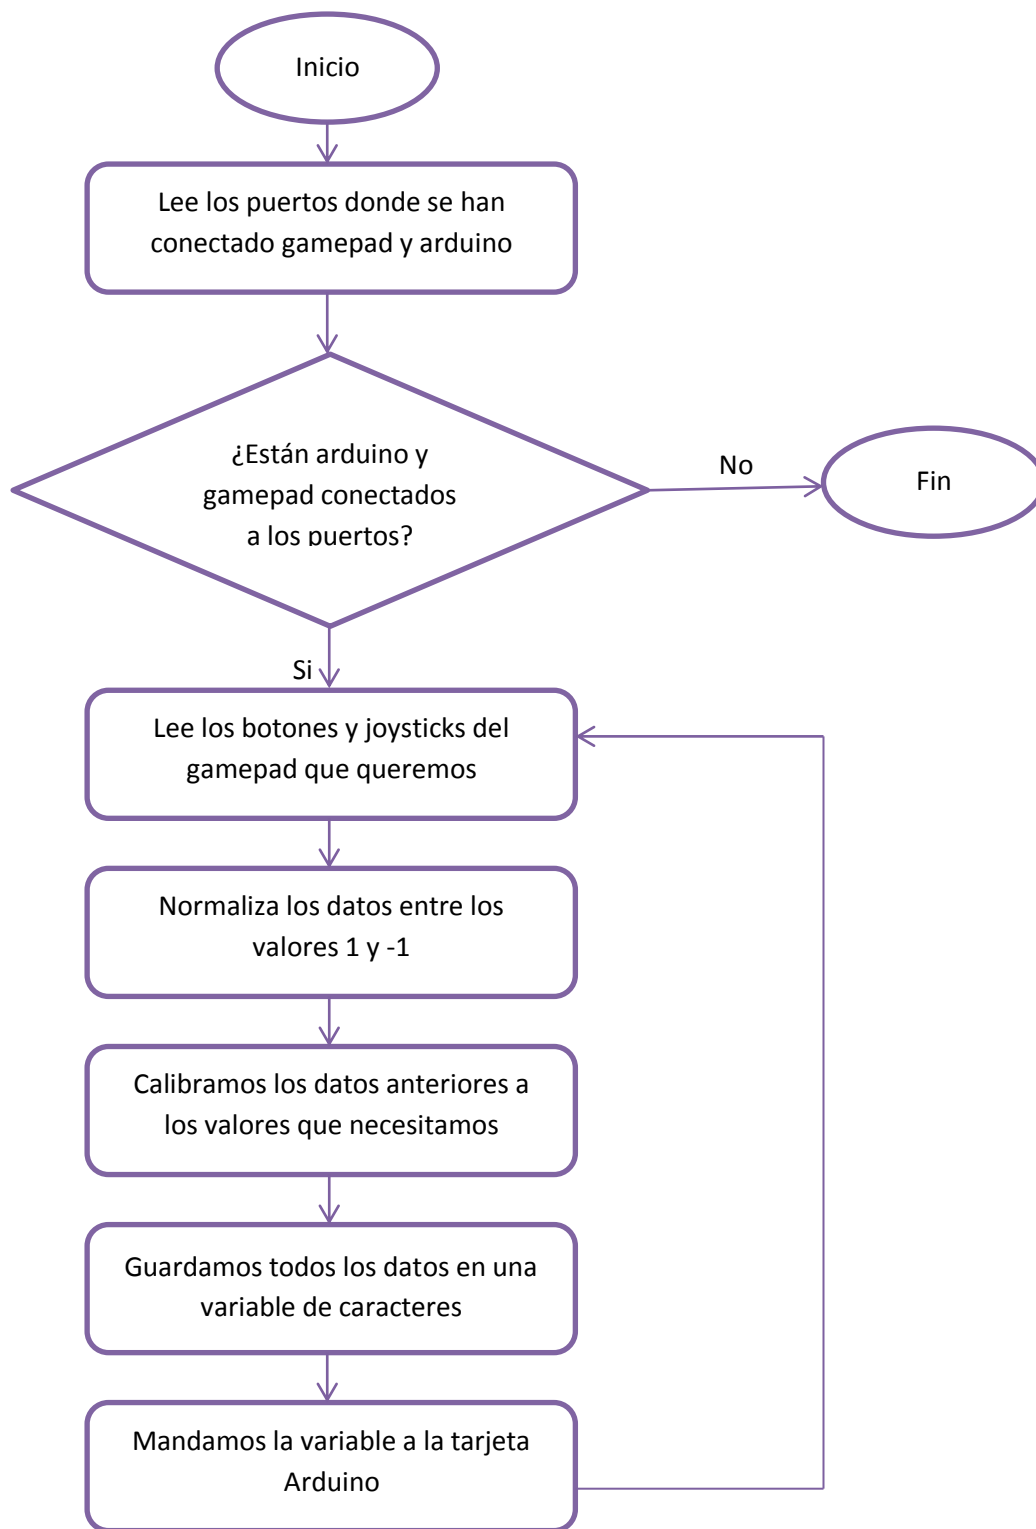 Inicio
Lee los puertos donde se han
conectado gamepad y arduino
¿Están arduino y
gamepad conectados
a los puertos?
No
Fin
Si
Lee los botones y joysticks del
gamepad que queremos
Normaliza los datos entre los
valores 1 y -1
Calibramos los datos anteriores a
los valores que necesitamos
Guardamos todos los datos en una
variable de caracteres
Mandamos la variable a la tarjeta
Arduino